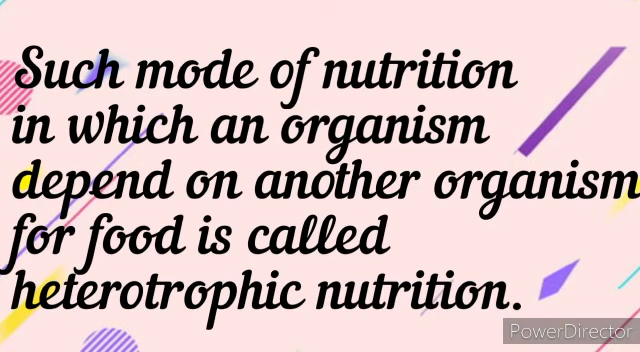 Such mode of nutrition
in which an organism
depend on another organism
for food is called
heterotrophic nutrition.
PowerDirector